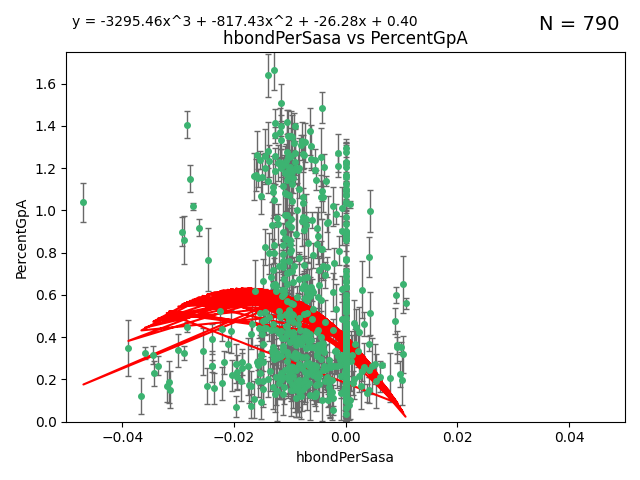 y = -3295.46x^3 + -817.43x^2 + -26.28x + 0.40
N = 790
hbondPerSasa vs PercentGpA
PercentGpA
1.6
1.4
1.2
1.0
0.8
0.6
0.4
0.2
0.0
−0.04
−0.02
0.00
0.02
0.04
hbondPerSasa